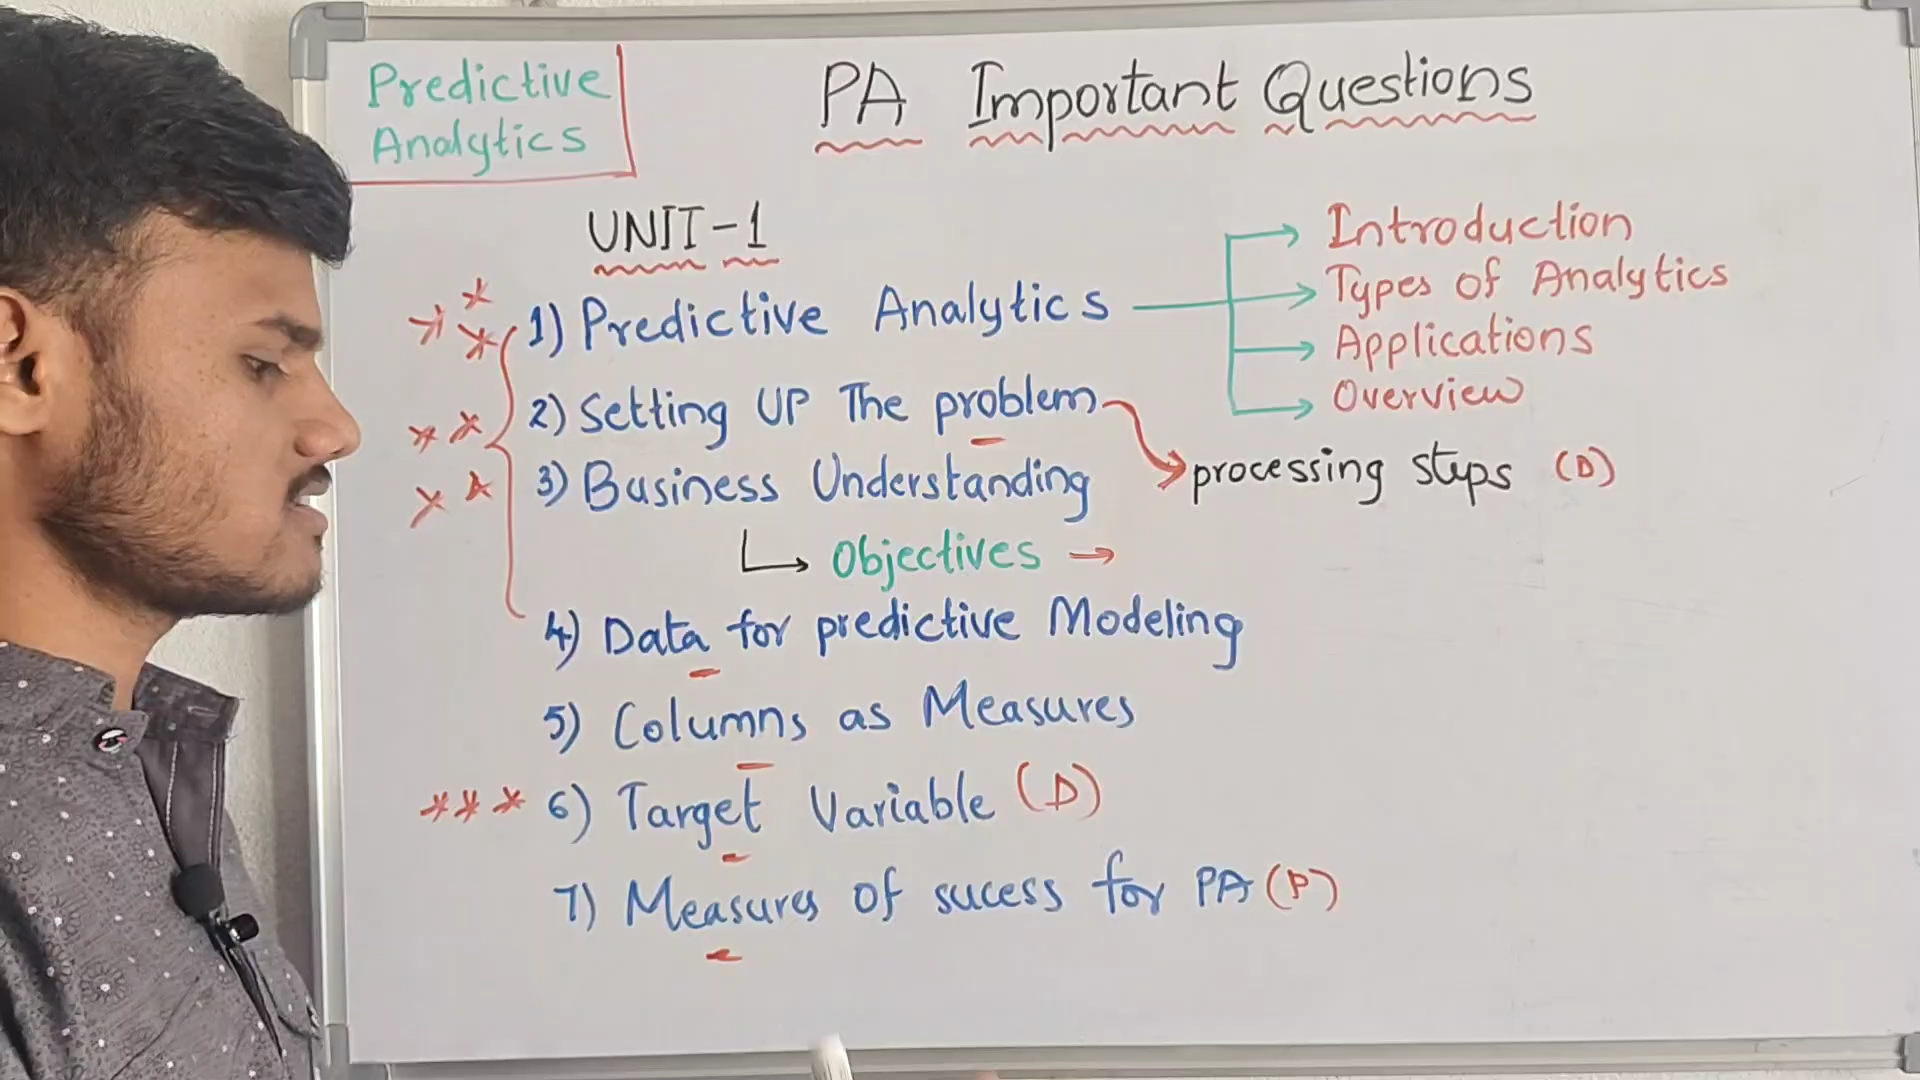 Predictive
Analytics
PA Important Questions
UNIT-1
1) Predictive Analytics
Introduction
Types of Analytics
Applications
Overview
2) Setting UP The problem
processing steps (D)
3) Business Understanding
Objectives
4) Data for predictive Modeling
5) Columns as Measures
6) Target Variable (D)
7) Measures of sucess for PA (P)